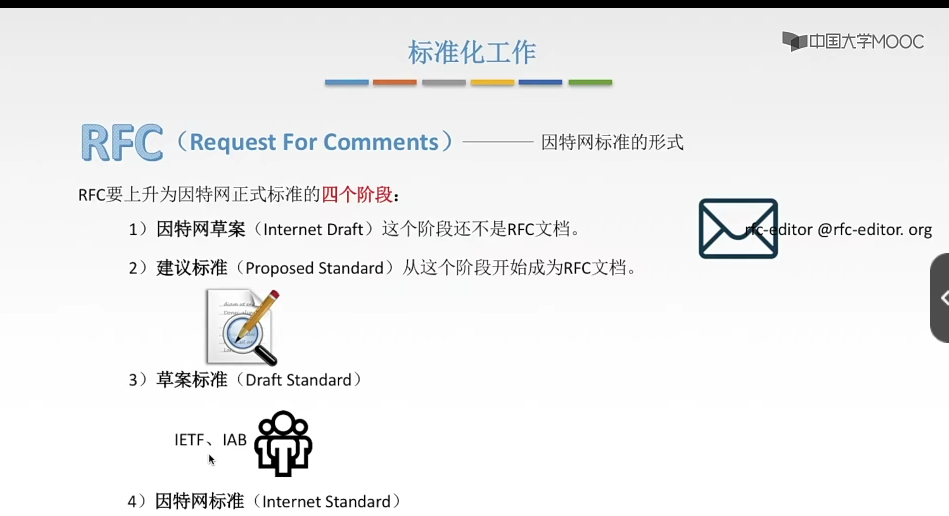 标准化工作
中国大学MOOC
RFC（Request For Comments）
因特网标准的形式
RFC要上升为因特网正式标准的四个阶段：
1）因特网草案（Internet Draft）这个阶段还不是RFC文档。
rfc-editor @rfc-editor. org
2）建议标准（Proposed Standard）从这个阶段开始成为RFC文档。
3）草案标准（Draft Standard）
IETF、IAB
4）因特网标准（Internet Standard）